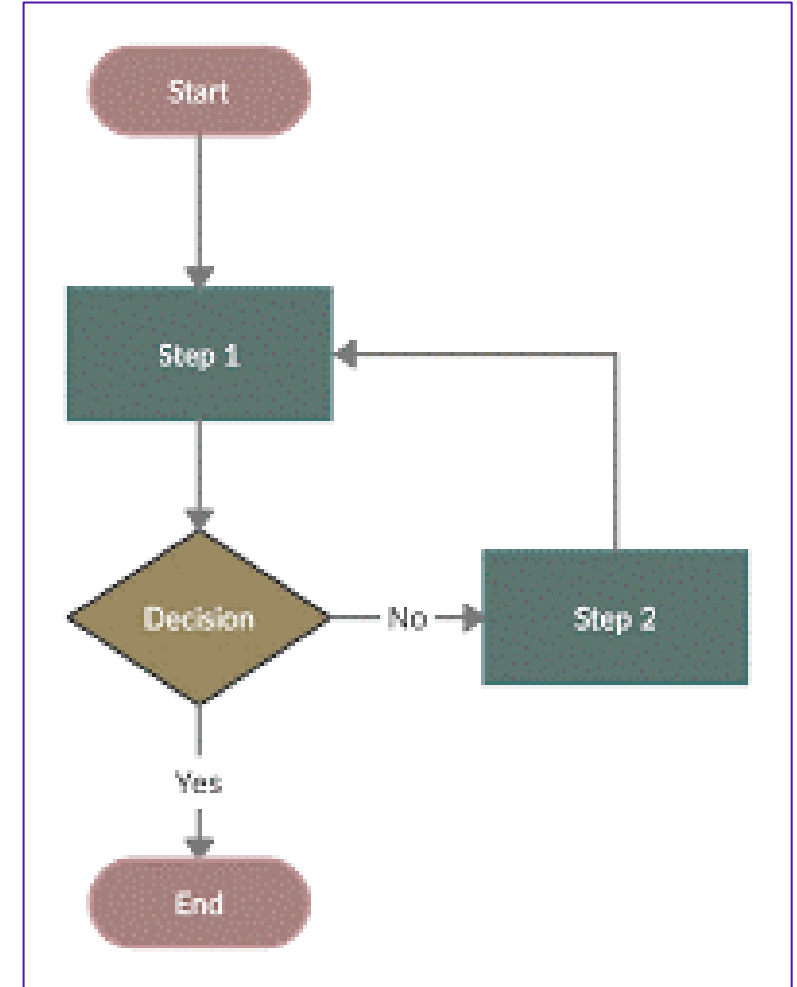 Start
Step 1
Decision
No
Step 2
Yes
End